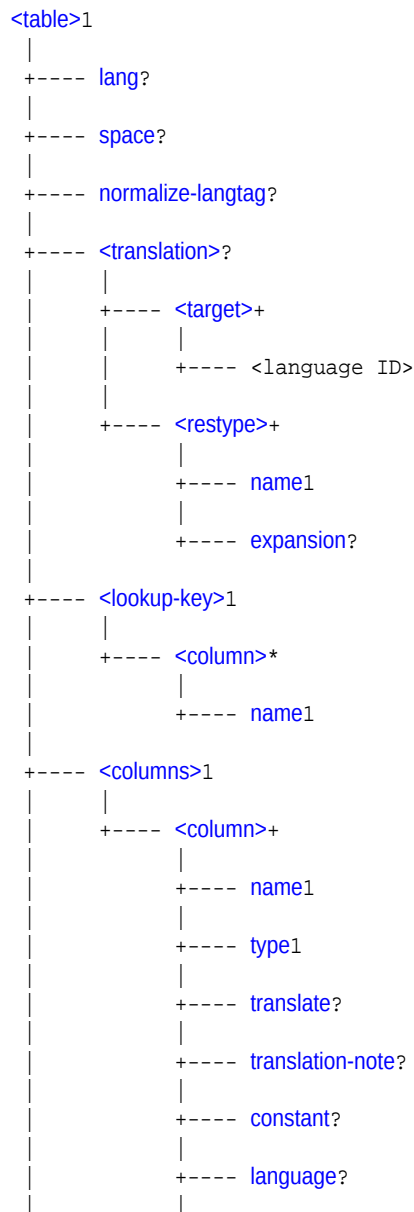 <table>1
|
+---- lang?
|
+---- space?
|
+---- normalize-langtag?
|
+---- <translation>?
|       |
|       +---- <target>+
|       |       |
|       |       +---- <language ID>
|       |
|       +---- <restype>+
|               |
|               +---- name1
|               |
|               +---- expansion?
|
+---- <lookup-key>1
|       |
|       +---- <column>*
|               |
|               +---- name1
|
+---- <columns>1
|       |
|       +---- <column>+
|               |
|               +---- name1
|               |
|               +---- type1
|               |
|               +---- translate?
|               |
|               +---- translation-note?
|               |
|               +---- constant?
|               |
|               +---- language?
|               |